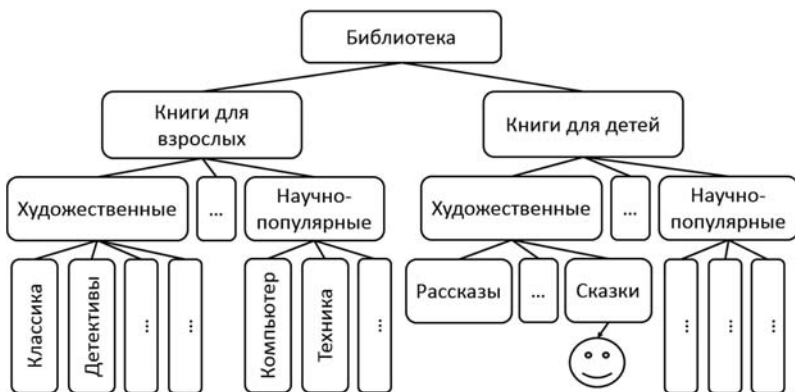 Библиотека
Книги для
взрослых
Книги для детей
Художественные
...
Научно-
популярные
Художественные
...
Научно-
популярные
Классика
Детективы
...
...
Компьютер
Техника
...
Рассказы
...
Сказки
...
...
...